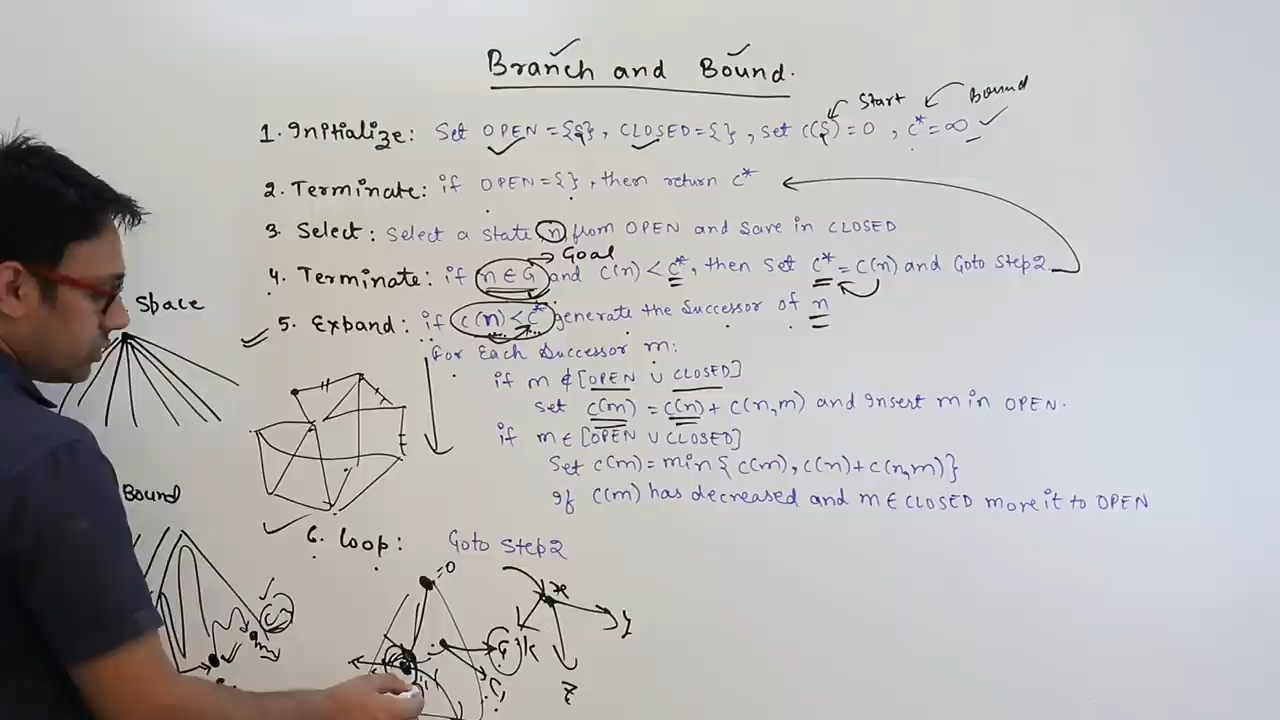 Branch and Bound.
Start
Bound
1. Initialize: Set OPEN = {S}, CLOSED = { }, Set C(S) = 0, C* = ∞
2. Terminate: if OPEN = { }, then return C*
3. Select: Select a state n from OPEN and Save in CLOSED
Goal
4. Terminate: if n ∈ G and C(n) < C*, then Set C* = C(n) and Goto Step2
5. Expand: if C(n) < C* generate the Successor of n
For Each Successor m:
if m ∉ [OPEN ∪ CLOSED]
Set C(m) = C(n) + C(n,m) and Insert m in OPEN.
if m ∈ [OPEN ∪ CLOSED]
Set C(m) = min { C(m), C(n) + C(n,m) }
If C(m) has decreased and m ∈ CLOSED move it to OPEN
6. Loop: Goto Step2
Space
Bound
=0
x
y
z